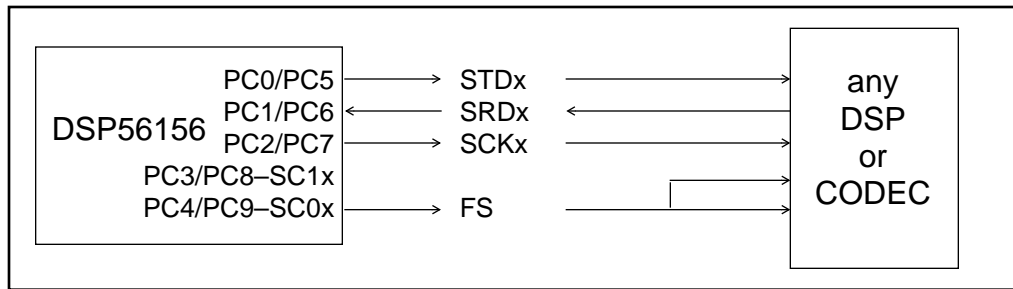 PC0/PC5 STDx
PC1/PC6 SRDx
DSP56156
PC2/PC7 SCKx
PC3/PC8–SC1x
PC4/PC9–SC0x FS
any
DSP
or
CODEC